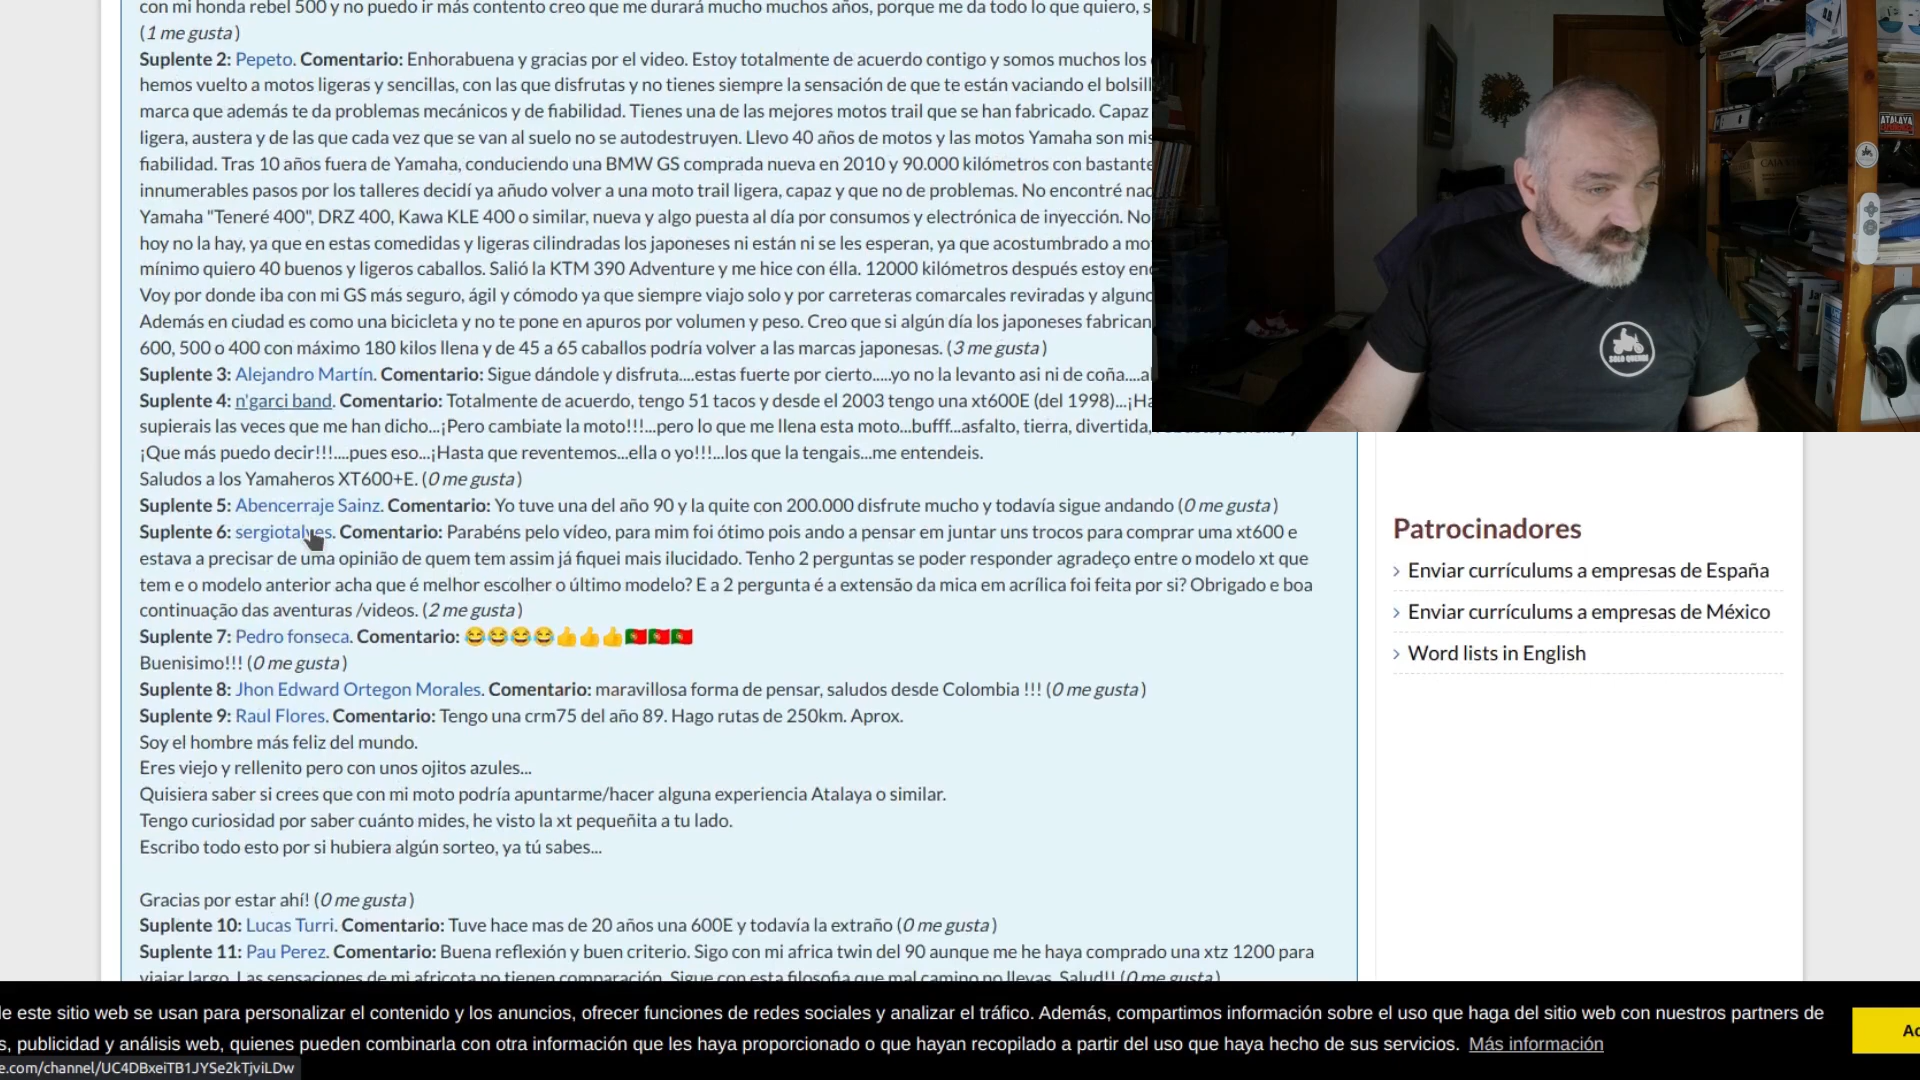 con mi honda rebel 500 y no puedo ir más contento creo que me durará mucho muchos años, porque me da todo lo que quiero, s
(1 me gusta)
Suplente 2: Pepeto. Comentario: Enhorabuena y gracias por el video. Estoy totalmente de acuerdo contigo y somos muchos los
hemos vuelto a motos ligeras y sencillas, con las que disfrutas y no tienes siempre la sensación de que te están vaciando el bolsill
marca que además te da problemas mecánicos y de fiabilidad. Tienes una de las mejores motos trail que se han fabricado. Capaz
ligera, austera y de las que cada vez que se van al suelo no se autodestruyen. Llevo 40 años de motos y las motos Yamaha son mis
fiabilidad. Tras 10 años fuera de Yamaha, conduciendo una BMW GS comprada nueva en 2010 y 90.000 kilómetros con bastante
innumerables pasos por los talleres decidí ya añudo volver a una moto trail ligera, capaz y que no de problemas. No encontré nad
Yamaha "Teneré 400", DRZ 400, Kawa KLE 400 o similar, nueva y algo puesta al día por consumos y electrónica de inyección. No
hoy no la hay, ya que en estas comedidas y ligeras cilindradas los japoneses ni están ni se les esperan, ya que acostumbrado a mo
mínimo quiero 40 buenos y ligeros caballos. Salió la KTM 390 Adventure y me hice con élla. 12000 kilómetros después estoy en
Voy por donde iba con mi GS más seguro, ágil y cómodo ya que siempre viajo solo y por carreteras comarcales reviradas y alguno
Además en ciudad es como una bicicleta y no te pone en apuros por volumen y peso. Creo que si algún día los japoneses fabrican
600, 500 o 400 con máximo 180 kilos llena y de 45 a 65 caballos podría volver a las marcas japonesas. (3 me gusta)
Suplente 3: Alejandro Martín. Comentario: Sigue dándole y disfruta....estas fuerte por cierto.....yo no la levanto asi ni de coña....al
Suplente 4: n'garci band. Comentario: Totalmente de acuerdo, tengo 51 tacos y desde el 2003 tengo una xt600E (del 1998)...¡Ha
supierais las veces que me han dicho...¡Pero cambiate la moto!!!...pero lo que me llena esta moto...bufff...asfalto, tierra, divertida,
¡Que más puedo decir!!!....pues eso...¡Hasta que reventemos...ella o yo!!!...los que la tengais...me entendeis.
Saludos a los Yamaheros XT600+E. (0 me gusta)
Suplente 5: Abencerraje Sainz. Comentario: Yo tuve una del año 90 y la quite con 200.000 disfrute mucho y todavía sigue andando (0 me gusta)
Suplente 6: sergiotalves. Comentario: Parabéns pelo vídeo, para mim foi ótimo pois ando a pensar em juntar uns trocos para comprar uma xt600 e
estava a precisar de uma opinião de quem tem assim já fiquei mais ilucidado. Tenho 2 perguntas se poder responder agradeço entre o modelo xt que
tem e o modelo anterior acha que é melhor escolher o último modelo? E a 2 pergunta é a extensão da mica em acrílica foi feita por si? Obrigado e boa
continuação das aventuras /videos. (2 me gusta)
Suplente 7: Pedro fonseca. Comentario: 😂😂😂😂👍👍👍🇵🇹🇵🇹🇵🇹
Buenisimo!!! (0 me gusta)
Suplente 8: Jhon Edward Ortegon Morales. Comentario: maravillosa forma de pensar, saludos desde Colombia !!! (0 me gusta)
Suplente 9: Raul Flores. Comentario: Tengo una crm75 del año 89. Hago rutas de 250km. Aprox.
Soy el hombre más feliz del mundo.
Eres viejo y rellenito pero con unos ojitos azules...
Quisiera saber si crees que con mi moto podría apuntarme/hacer alguna experiencia Atalaya o similar.
Tengo curiosidad por saber cuánto mides, he visto la xt pequeñita a tu lado.
Escribo todo esto por si hubiera algún sorteo, ya tú sabes...
Gracias por estar ahí! (0 me gusta)
Suplente 10: Lucas Turri. Comentario: Tuve hace mas de 20 años una 600E y todavía la extraño (0 me gusta)
Suplente 11: Pau Perez. Comentario: Buena reflexión y buen criterio. Sigo con mi africa twin del 90 aunque me he haya comprado una xtz 1200 para
viajar largo. Las sensaciones de mi africota no tienen comparación. Sigue con esta filosofia que mal camino no llevas. Salud!! (0 me gusta)
ATALAYA
SOLO QUEDA
Patrocinadores
Enviar currículums a empresas de España
Enviar currículums a empresas de México
Word lists in English
e este sitio web se usan para personalizar el contenido y los anuncios, ofrecer funciones de redes sociales y analizar el tráfico. Además, compartimos información sobre el uso que haga del sitio web con nuestros partners de
s, publicidad y análisis web, quienes pueden combinarla con otra información que les haya proporcionado o que hayan recopilado a partir del uso que haya hecho de sus servicios. Más información
Ac
e.com/channel/UC4DBxeiTB1JYSe2kTjviLDw